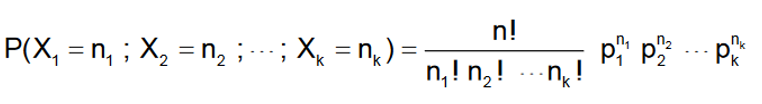 P(X₁ = n₁ ; X₂ = n₂ ; ⋯ ; Xₖ = nₖ) = n! / (n₁! n₂! ⋯ nₖ!) p₁^n₁ p₂^n₂ ⋯ pₖ^nₖ